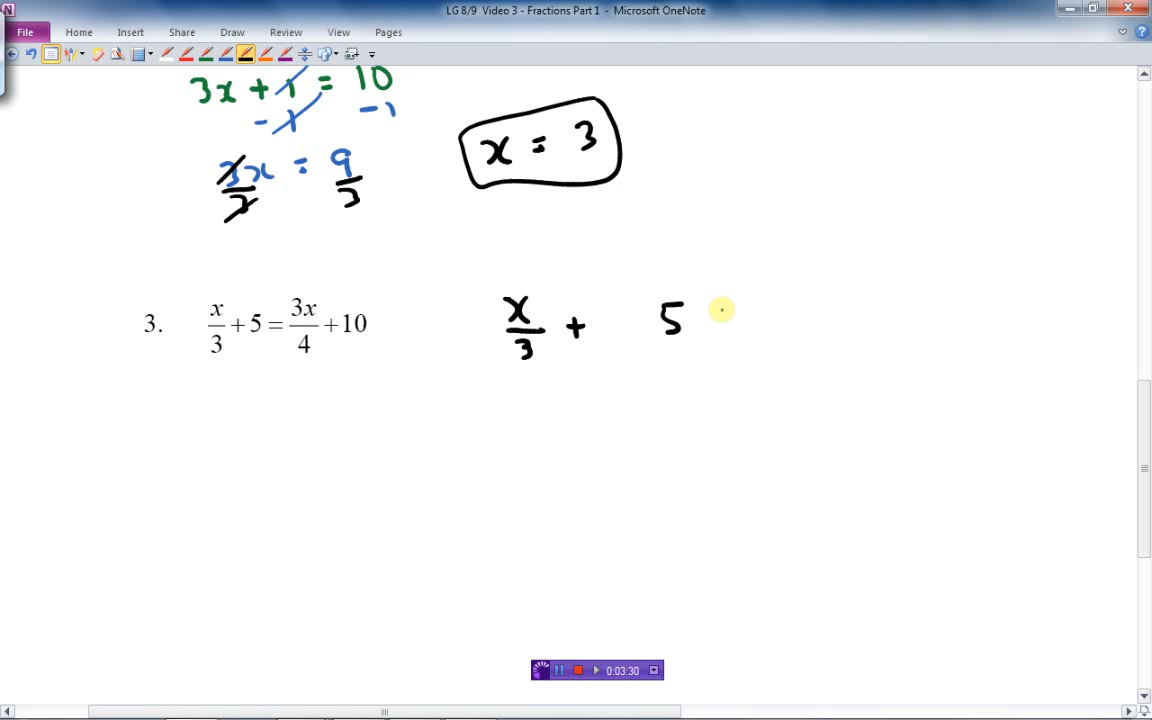 LG 8/9 Video 3 - Fractions Part 1 - Microsoft OneNote
File Home Insert Share Draw Review View Pages
3x + 1 = 10
- 1 - 1
3x = 9
3 3
x = 3
3. x/3 + 5 = 3x/4 + 10
x/3 + 5
0:03:30